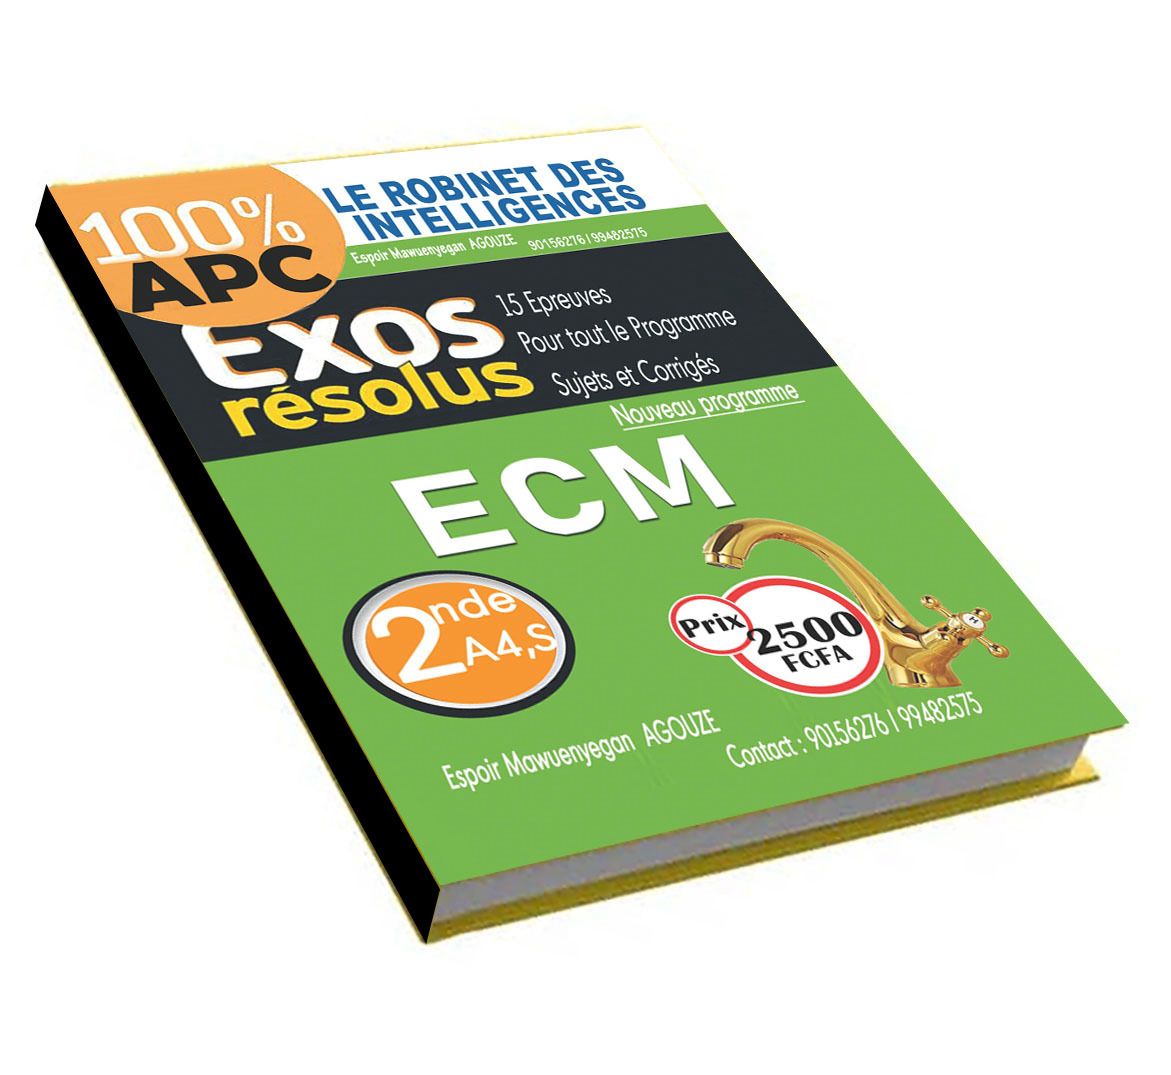 100%
APC
LE ROBINET DES
INTELLIGENCES
Espoir Mawuenyegan AGOUZE 90156276 | 99482575
Exos
résolus
15 Epreuves
Pour tout le Programme
Sujets et Corrigés
Nouveau programme
ECM
2nde
A4,S
Prix
2500
FCFA
H
Espoir Mawuenyegan AGOUZE
Contact : 90156276 | 99482575